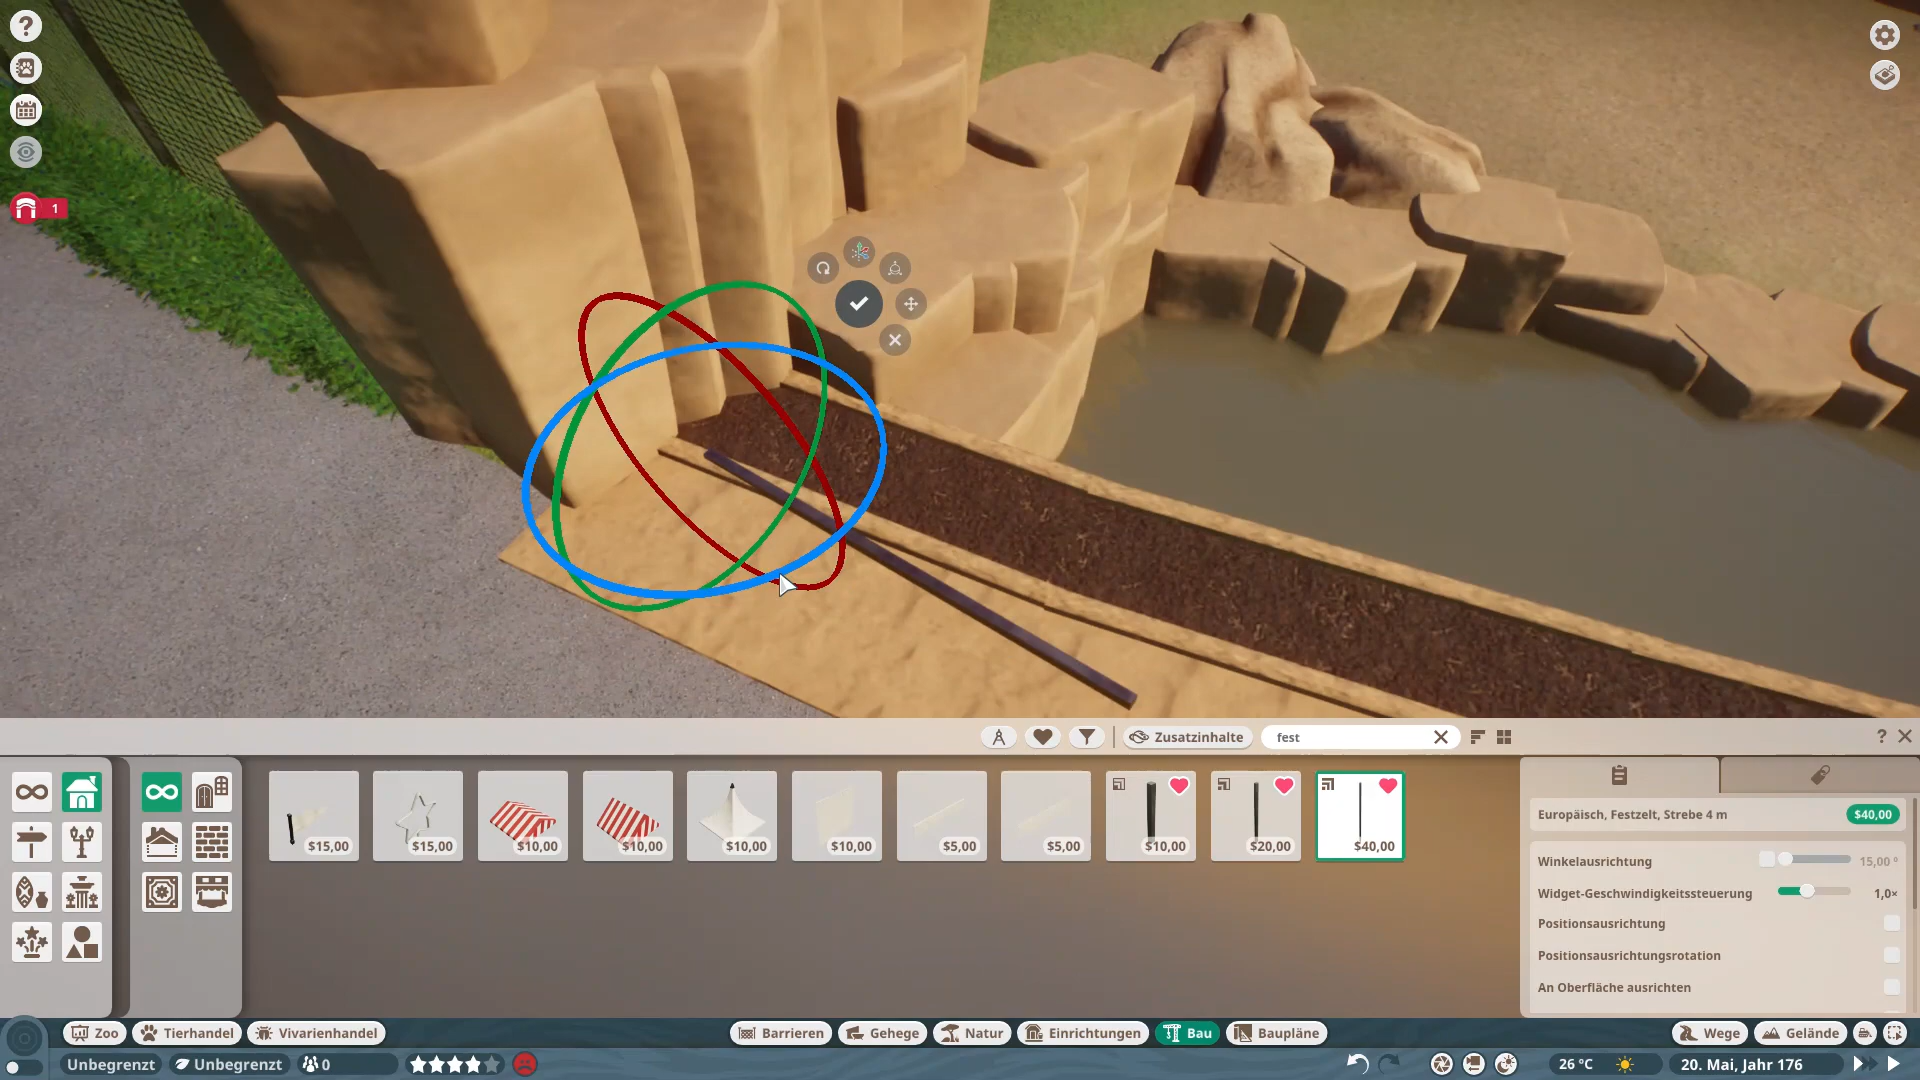 ?
1
Zusatzinhalte
fest
?
$15,00
$15,00
$10,00
$10,00
$10,00
$10,00
$5,00
$5,00
$10,00
$20,00
$40,00
Europäisch, Festzelt, Strebe 4 m
$40,00
Winkelausrichtung
15,00 °
Widget-Geschwindigkeitssteuerung
1,0×
Positionsausrichtung
Positionsausrichtungsrotation
An Oberfläche ausrichten
Zoo
Tierhandel
Vivarienhandel
Barrieren
Gehege
Natur
Einrichtungen
Bau
Baupläne
Wege
Gelände
Unbegrenzt
Unbegrenzt
0
26 °C
20. Mai, Jahr 176